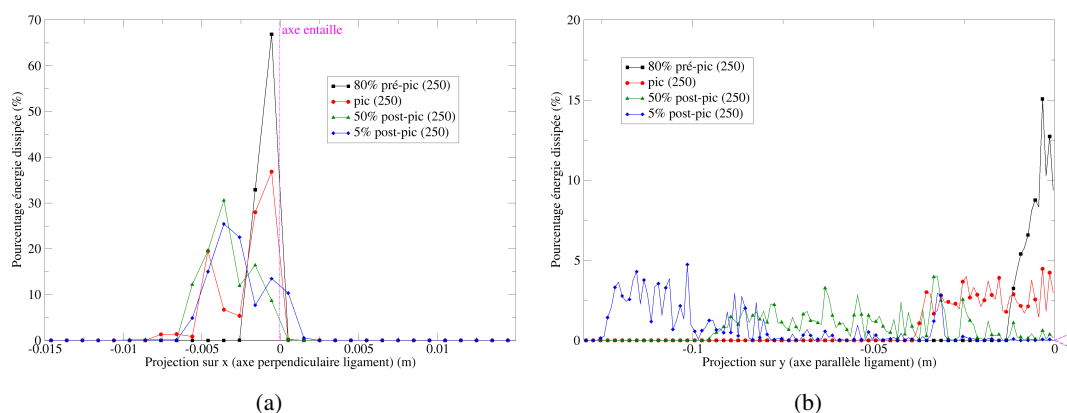 (a)
(b)
70
60
50
40
30
20
10
0
Pourcentage énergie dissipée (%)
axe entaille
80% pré-pic (250)
pic (250)
50% post-pic (250)
5% post-pic (250)
-0.015
-0.01
-0.005
0
0.005
0.01
Projection sur x (axe perpendiculaire ligament) (m)
(a)
20
15
10
5
0
Pourcentage énergie dissipée (%)
80% pré-pic (250)
pic (250)
50% post-pic (250)
5% post-pic (250)
-0.1
-0.05
0
Projection sur y (axe parallèle ligament) (m)
(b)